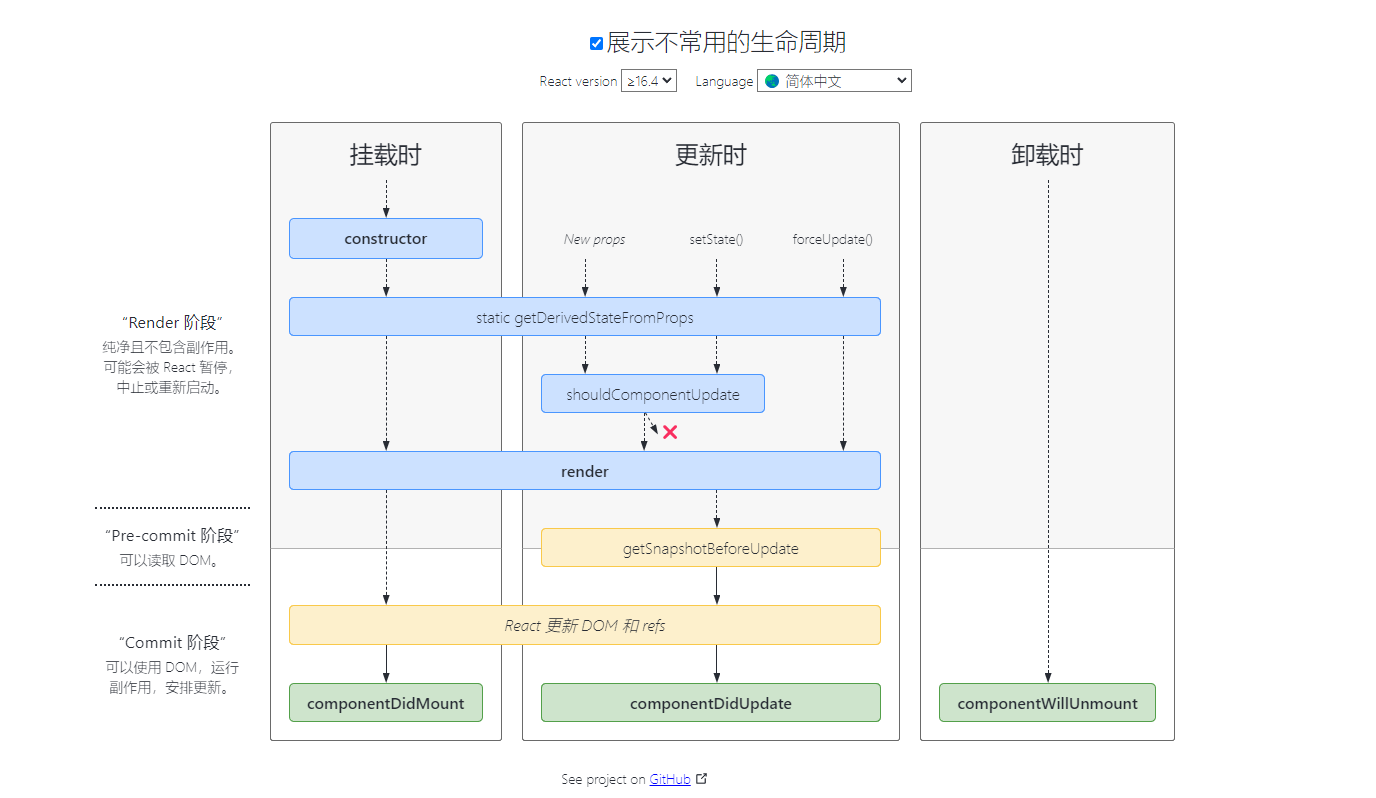 展示不常用的生命周期
React version ≥16.4 Language 简体中文
挂载时 更新时 卸载时
constructor
New props setState() forceUpdate()
static getDerivedStateFromProps
“Render 阶段”
纯净且不包含副作用。
可能会被 React 暂停，
中止或重新启动。
shouldComponentUpdate
render
“Pre-commit 阶段”
可以读取 DOM。
getSnapshotBeforeUpdate
React 更新 DOM 和 refs
“Commit 阶段”
可以使用 DOM，运行
副作用，安排更新。
componentDidMount componentDidUpdate componentWillUnmount
See project on GitHub